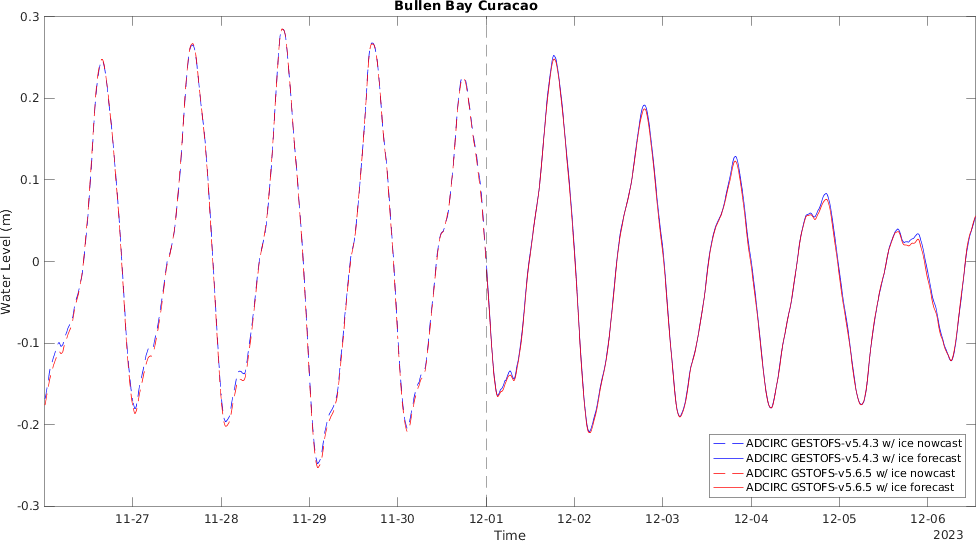 Bullen Bay Curacao
0.3
0.2
0.1
0
-0.1
-0.2
-0.3
Water Level (m)
ADCIRC GESTOFS-v5.4.3 w/ ice nowcast
ADCIRC GESTOFS-v5.4.3 w/ ice forecast
ADCIRC GSTOFS-v5.6.5 w/ ice nowcast
ADCIRC GSTOFS-v5.6.5 w/ ice forecast
11-27 11-28 11-29 11-30 12-01 12-02 12-03 12-04 12-05 12-06
Time 2023